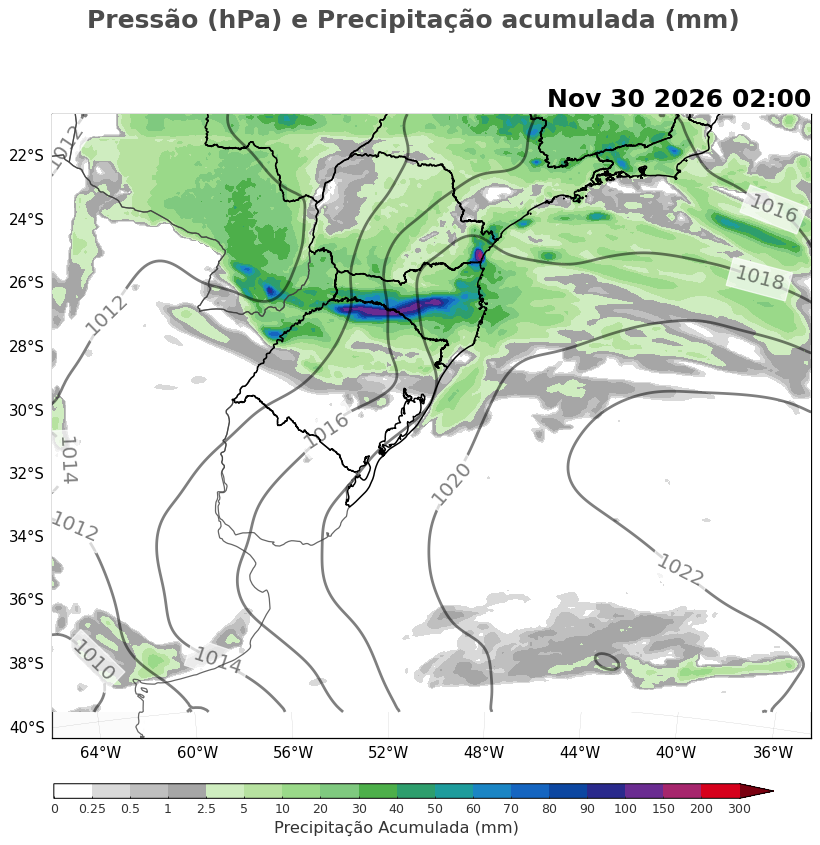 Pressão (hPa) e Precipitação acumulada (mm)
Nov 30 2026 02:00
1012
22°S
1016
24°S
1018
26°S
1012
28°S
30°S
1016
1014
32°S
1020
1012
34°S
1022
36°S
1010
1014
38°S
40°S
64°W 60°W 56°W 52°W 48°W 44°W 40°W 36°W
0 0.25 0.5 1 2.5 5 10 20 30 40 50 60 70 80 90 100 150 200 300
Precipitação Acumulada (mm)